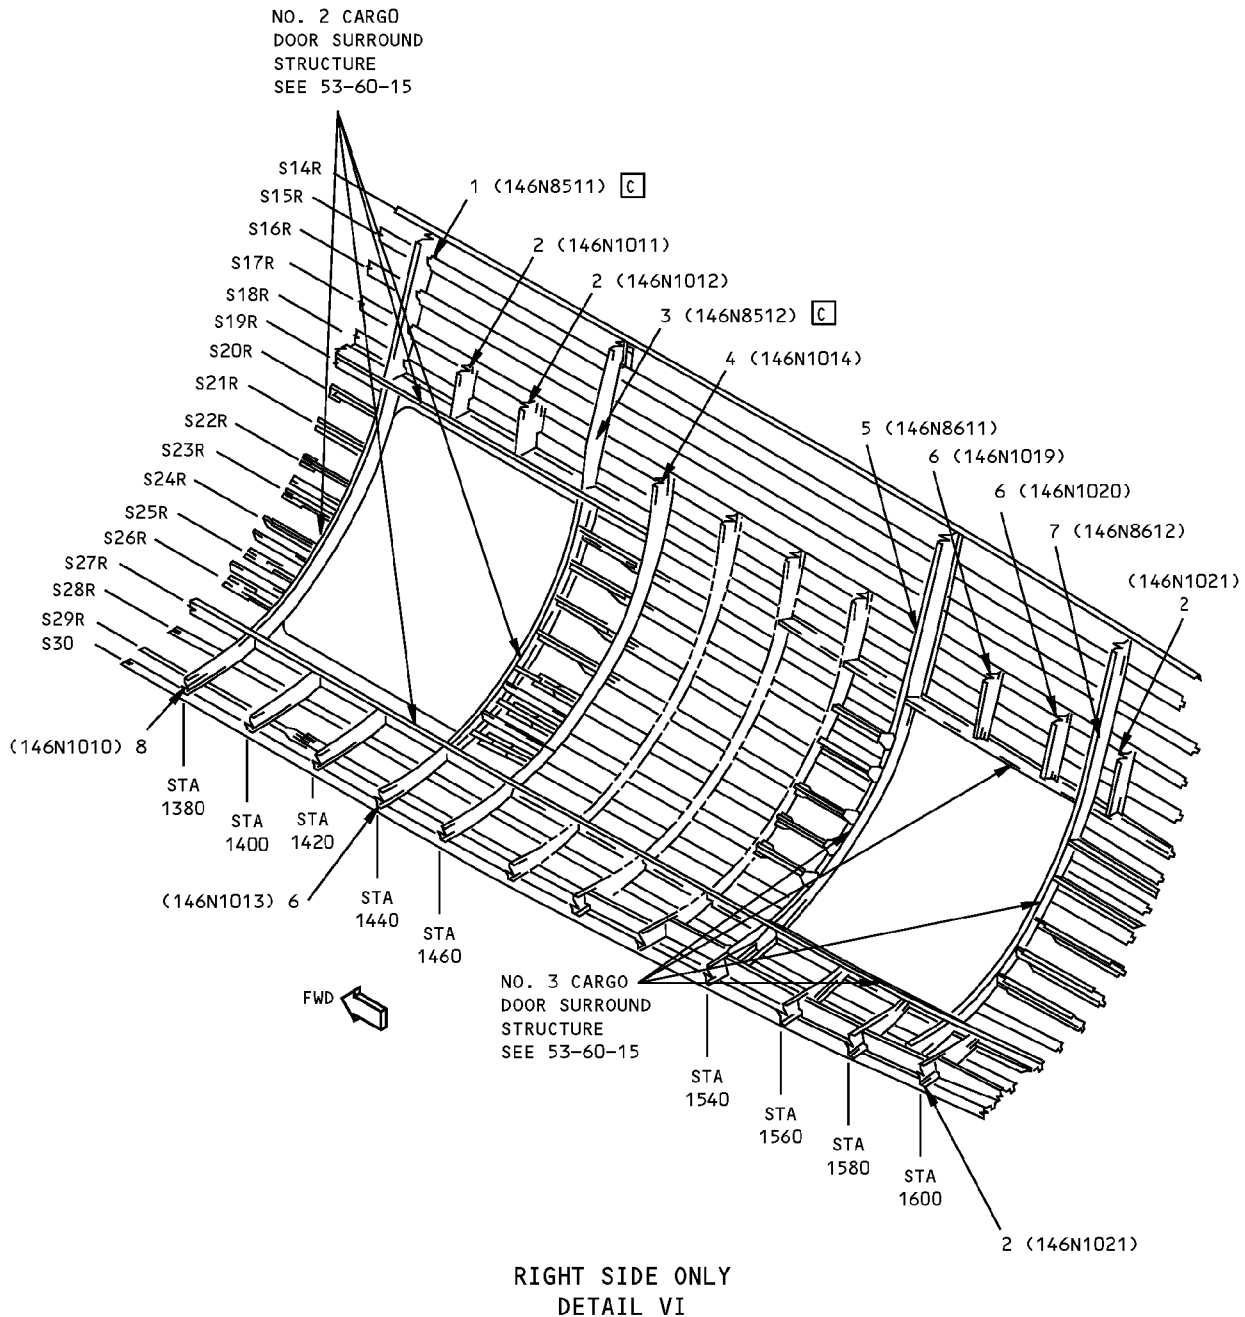 NO. 2 CARGO
DOOR SURROUND
STRUCTURE
SEE 53-60-15
S14R
S15R
S16R
S17R
S18R
S19R
S20R
S21R
S22R
S23R
S24R
S25R
S26R
S27R
S28R
S29R
S30
1 (146N8511) C
2 (146N1011)
2 (146N1012)
3 (146N8512) C
4 (146N1014)
5 (146N8611)
6 (146N1019)
6 (146N1020)
7 (146N8612)
(146N1021)
2
(146N1010) 8
STA
1380
STA
1400
STA
1420
(146N1013) 6
STA
1440
STA
1460
FWD
NO. 3 CARGO
DOOR SURROUND
STRUCTURE
SEE 53-60-15
STA
1540
STA
1560
STA
1580
STA
1600
2 (146N1021)
RIGHT SIDE ONLY
DETAIL VI